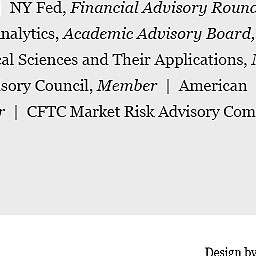 NY Fed, Financial Advisory Round
nalytics, Academic Advisory Board,
cal Sciences and Their Applications,
isory Council, Member | American
r | CFTC Market Risk Advisory Com
Design by